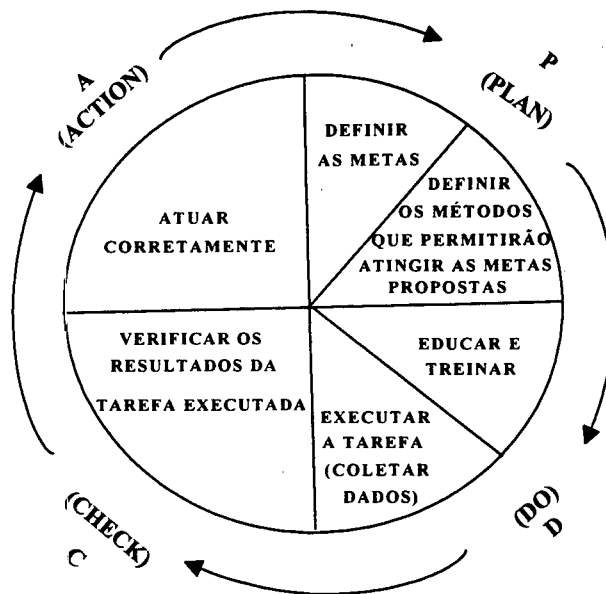 A
(ACTION)
P
(PLAN)
DEFINIR
AS METAS
DEFINIR
OS MÉTODOS
QUE PERMITIRÃO
ATINGIR AS METAS
PROPOSTAS
ATUAR
CORRETAMENTE
VERIFICAR OS
RESULTADOS DA
TAREFA EXECUTADA
EDUCAR E
TREINAR
EXECUTAR
A TAREFA
(COLETAR
DADOS)
(CHECK)
C
(DO)
D